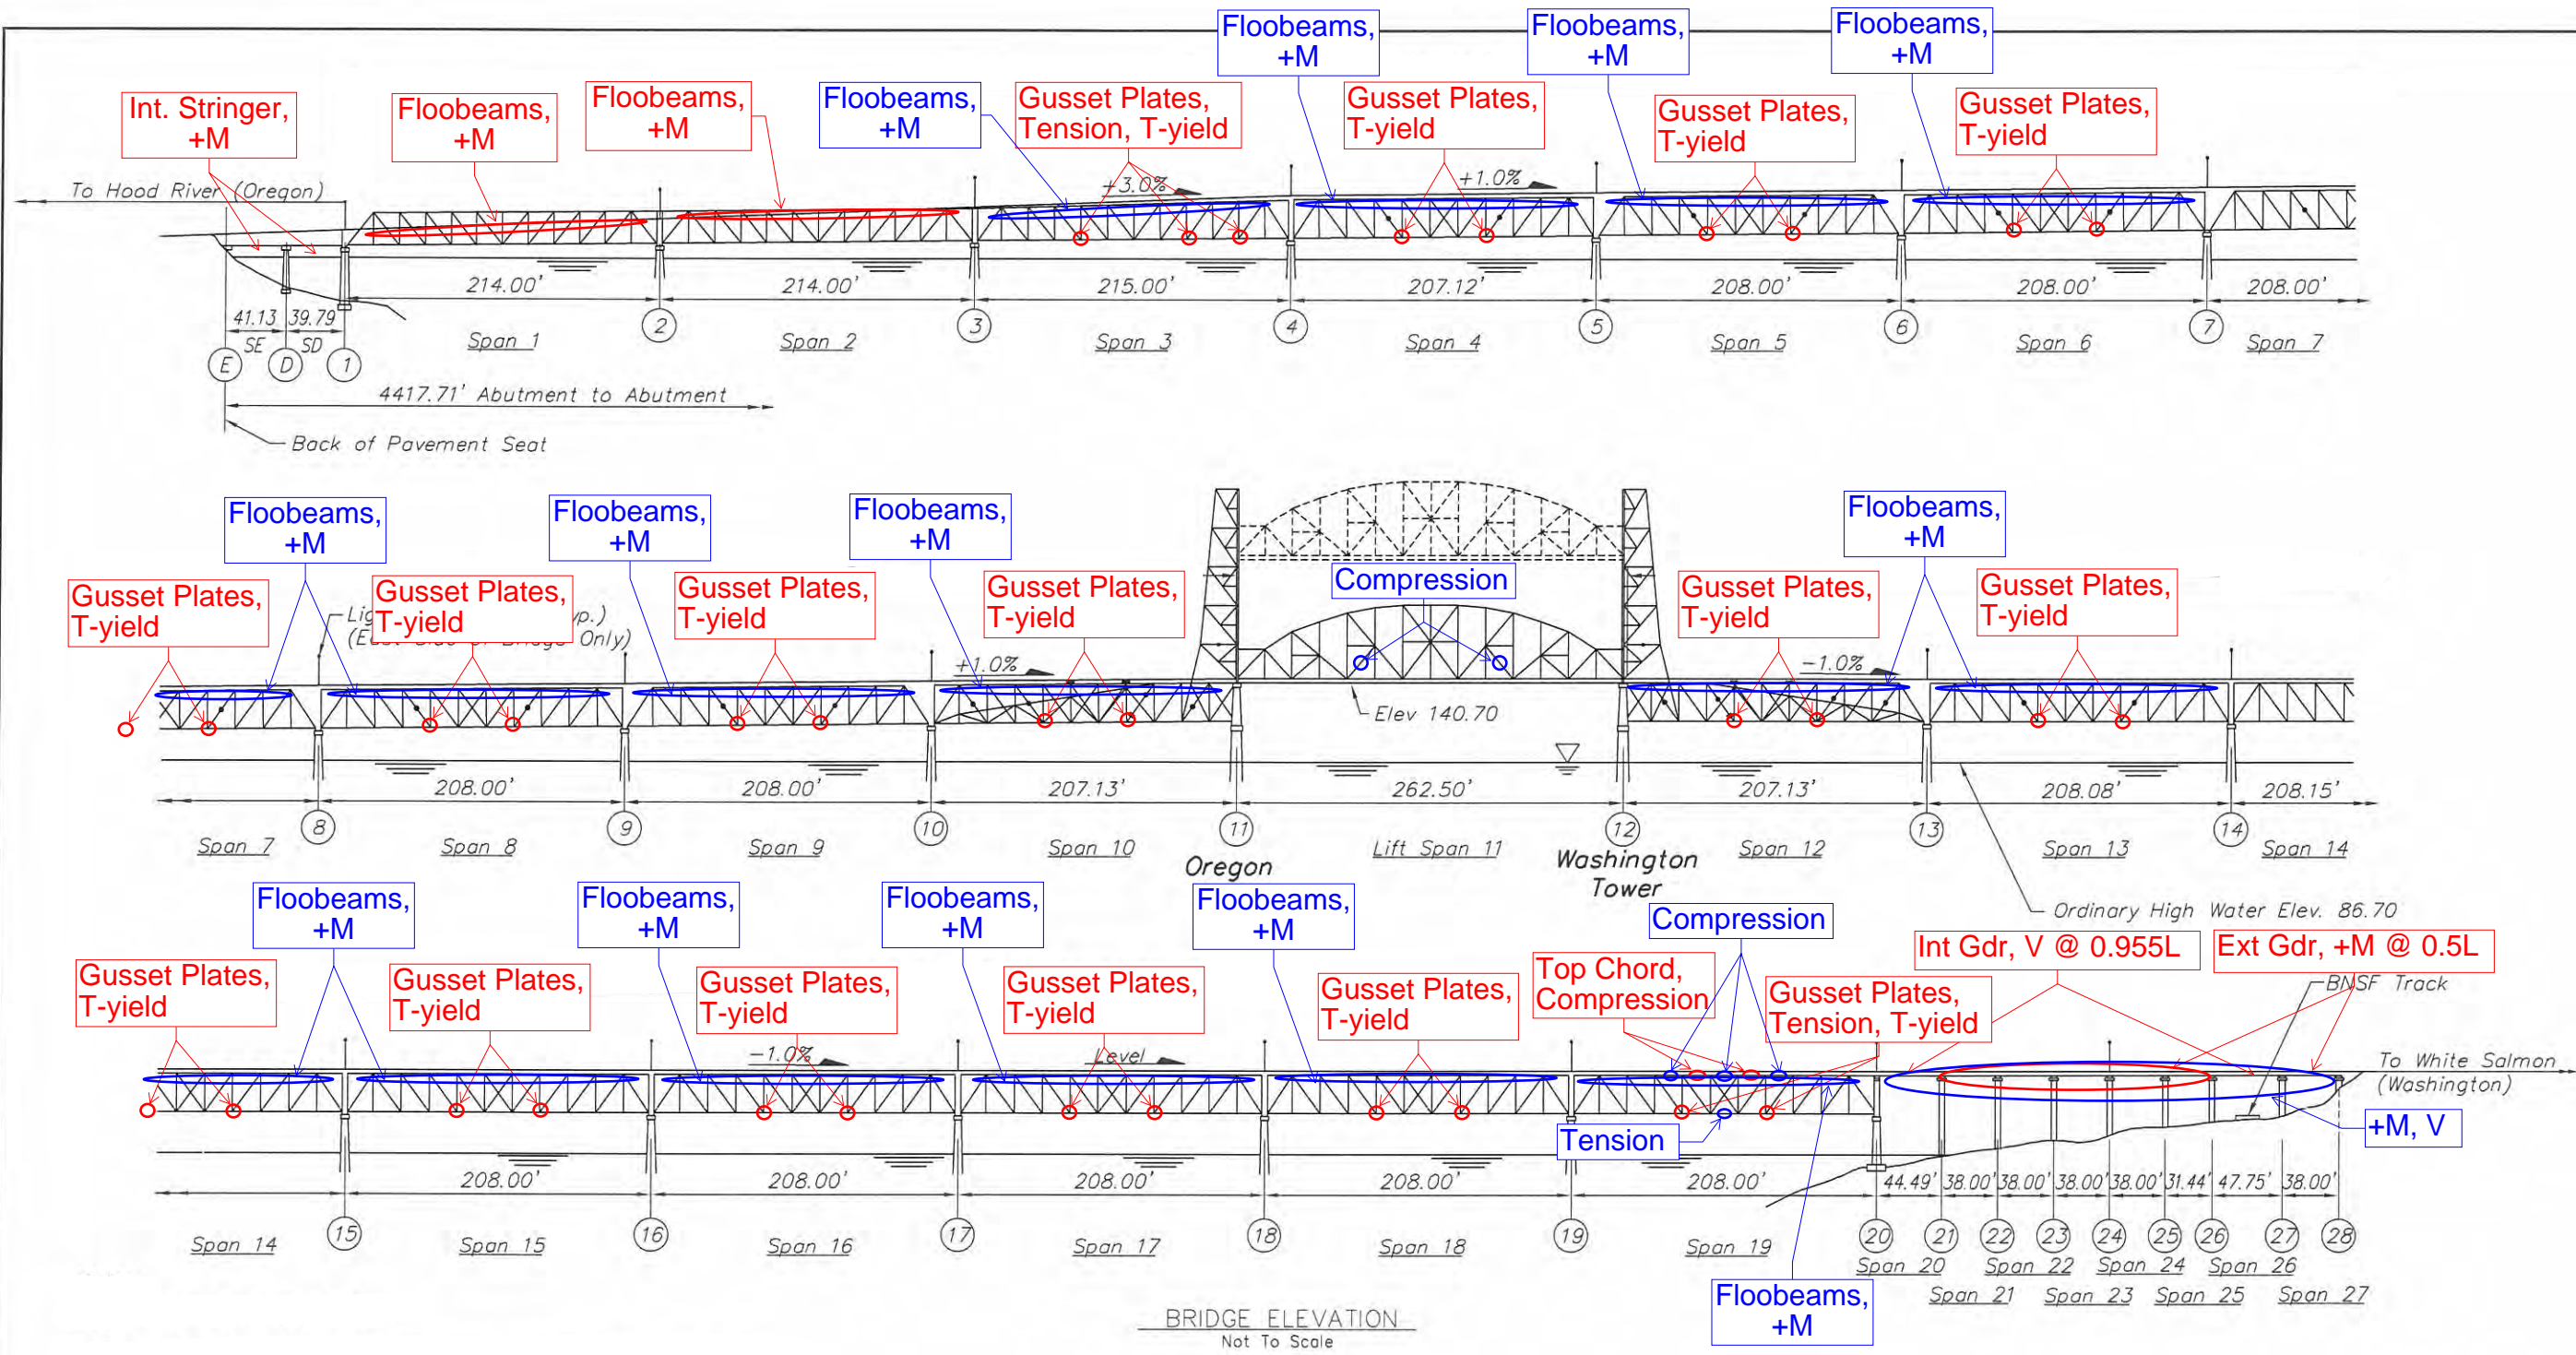 Floobeams,
+M
Floobeams,
+M
Floobeams,
+M
Int. Stringer,
+M
Floobeams,
+M
Floobeams,
+M
Floobeams,
+M
Gusset Plates,
Tension, T-yield
Gusset Plates,
T-yield
Gusset Plates,
T-yield
Gusset Plates,
T-yield
To Hood River (Oregon)
+3.0%
+1.0%
214.00'
214.00'
215.00'
207.12'
208.00'
208.00'
208.00'
41.13
39.79
SE
SD
2
3
4
5
6
7
Span 1
Span 2
Span 3
Span 4
Span 5
Span 6
Span 7
E
D
1
4417.71' Abutment to Abutment
Back of Pavement Seat
Floobeams,
+M
Floobeams,
+M
Floobeams,
+M
Floobeams,
+M
Gusset Plates,
T-yield
Gusset Plates,
T-yield
Gusset Plates,
T-yield
Gusset Plates,
T-yield
Compression
Gusset Plates,
T-yield
Gusset Plates,
T-yield
Only)
+1.0%
-1.0%
Elev 140.70
208.00'
208.00'
207.13'
262.50'
207.13'
208.08'
208.15'
8
9
10
11
12
13
14
Span 7
Span 8
Span 9
Span 10
Oregon
Lift Span 11
Washington
Tower
Span 12
Span 13
Span 14
Ordinary High Water Elev. 86.70
Floobeams,
+M
Floobeams,
+M
Floobeams,
+M
Floobeams,
+M
Compression
Int Gdr, V @ 0.955L
Ext Gdr, +M @ 0.5L
Gusset Plates,
T-yield
Gusset Plates,
T-yield
Gusset Plates,
T-yield
Gusset Plates,
T-yield
Gusset Plates,
T-yield
Top Chord,
Compression
Gusset Plates,
Tension, T-yield
BNSF Track
-1.0%
Level
To White Salmon
(Washington)
+M, V
Tension
208.00'
208.00'
208.00'
208.00'
208.00'
44.49'
38.00'
38.00'
38.00'
38.00'
31.44'
47.75'
38.00'
15
16
17
18
19
20
21
22
23
24
25
26
27
28
Span 14
Span 15
Span 16
Span 17
Span 18
Span 19
Span 20
Span 22
Span 24
Span 26
Span 21
Span 23
Span 25
Span 27
Floobeams,
+M
BRIDGE ELEVATION
Not To Scale